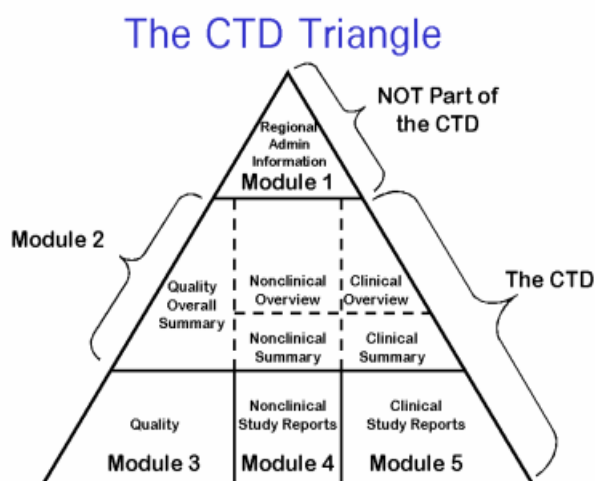 The CTD Triangle
NOT Part of
the CTD
Regional
Admin
Information
Module 1
Module 2
The CTD
Quality
Overall
Summary
Nonclinical
Overview
Clinical
Overview
Nonclinical
Summary
Clinical
Summary
Quality
Module 3
Nonclinical
Study Reports
Module 4
Clinical
Study Reports
Module 5